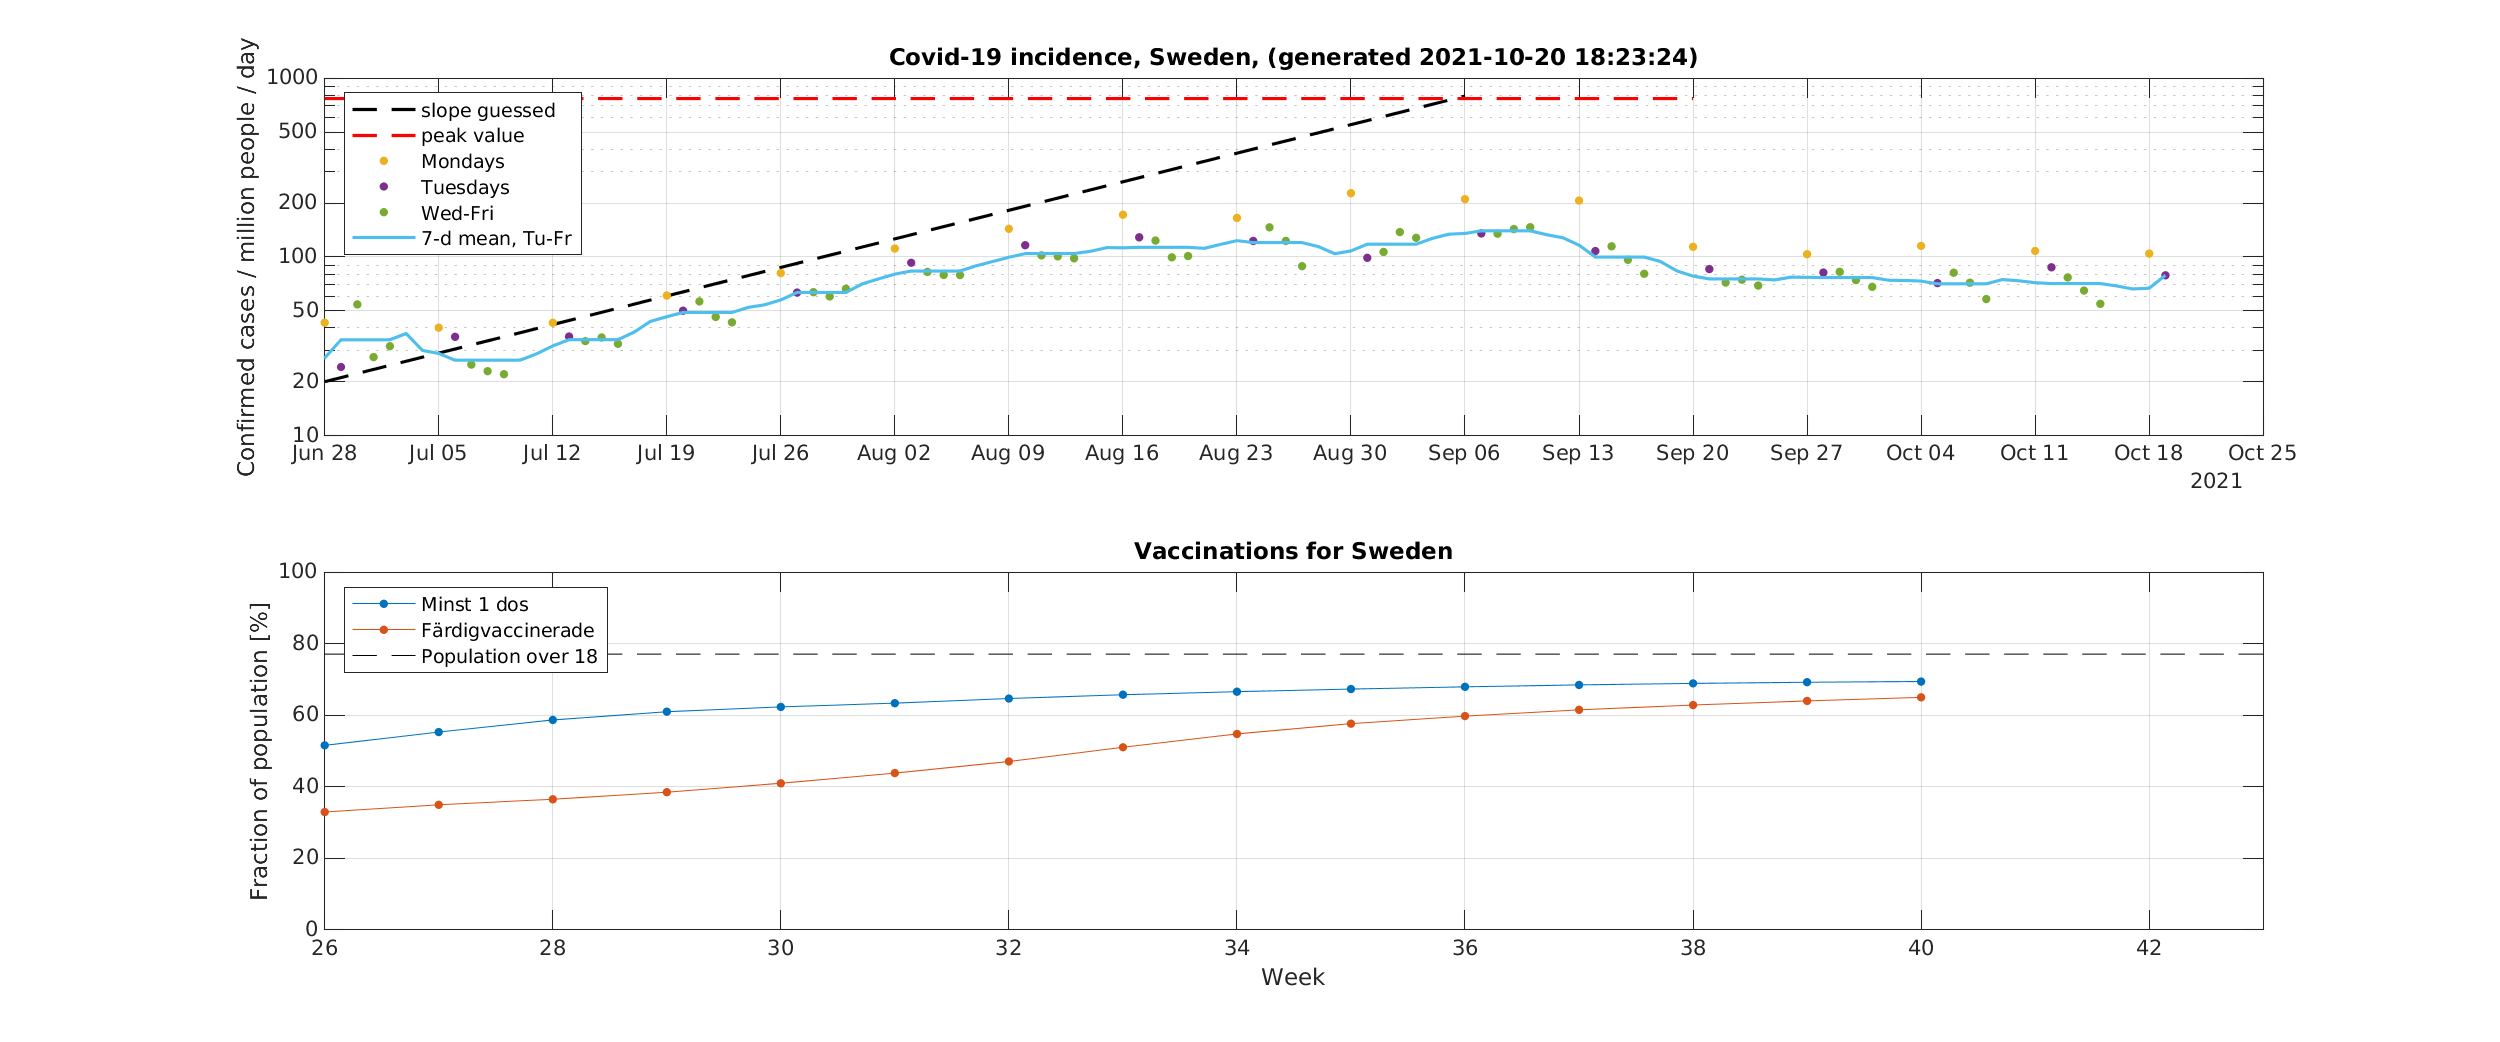 Covid-19 incidence, Sweden, (generated 2021-10-20 18:23:24)
Confirmed cases / million people / day
1000
500
200
100
50
20
10
slope guessed
peak value
Mondays
Tuesdays
Wed-Fri
7-d mean, Tu-Fr
Jun 28 Jul 05 Jul 12 Jul 19 Jul 26 Aug 02 Aug 09 Aug 16 Aug 23 Aug 30 Sep 06 Sep 13 Sep 20 Sep 27 Oct 04 Oct 11 Oct 18 Oct 25
2021
Vaccinations for Sweden
Fraction of population [%]
100
80
60
40
20
0
Minst 1 dos
Färdigvaccinerade
Population over 18
26 28 30 32 34 36 38 40 42
Week